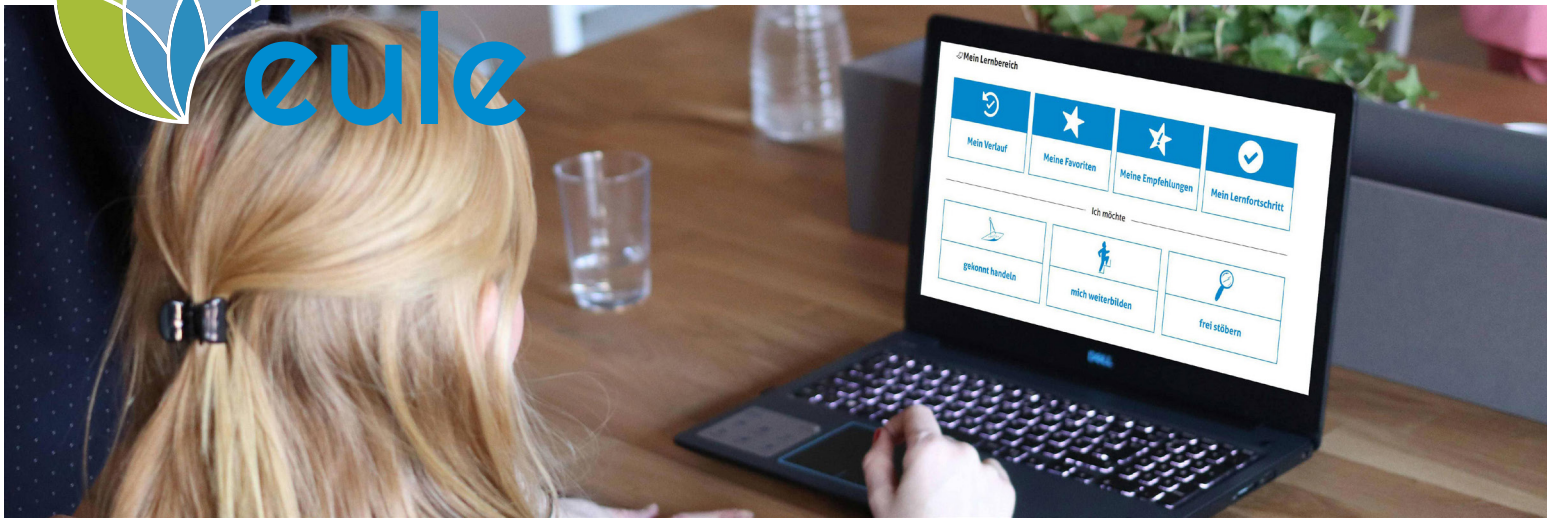 eule
Mein Lernbereich
Mein Verlauf
Meine Favoriten
Meine Empfehlungen
Mein Lernfortschritt
Ich möchte
gekonnt handeln
mich weiterbilden
frei stöbern
DELL